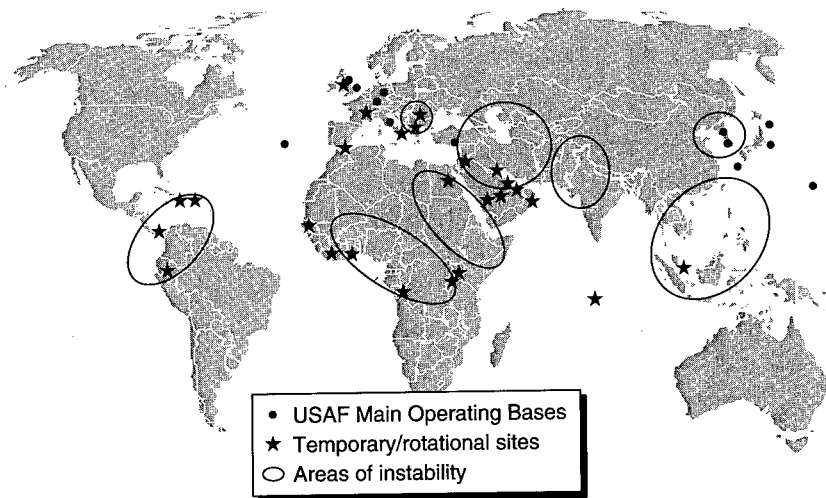 USAF Main Operating Bases
Temporary/rotational sites
Areas of instability